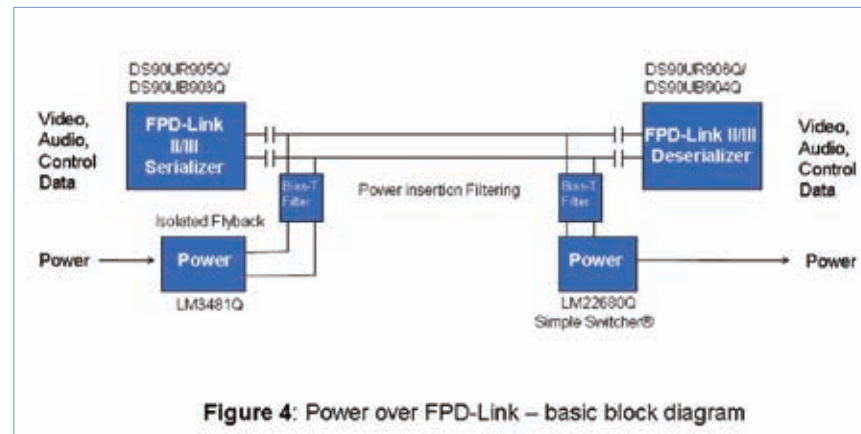 DS90UR905Q/
DS90UB903Q
DS90UR906Q/
DS90UB904Q
Video,
Audio,
Control
Data
FPD-Link
II/III
Serializer
FPD-Link II/III
Deserializer
Video,
Audio,
Control
Data
Bias-T
Filter
Power insertion Filtering
Bias-T
Filter
Isolated Flyback
Power
Power
Power
Power
LM3481Q
LM22680Q
Simple Switcher®
Figure 4: Power over FPD-Link – basic block diagram